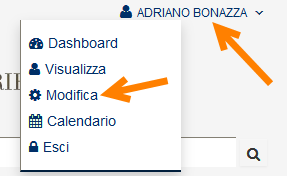 ADRIANO BONAZZA
Dashboard
Visualizza
Modifica
Calendario
Esci